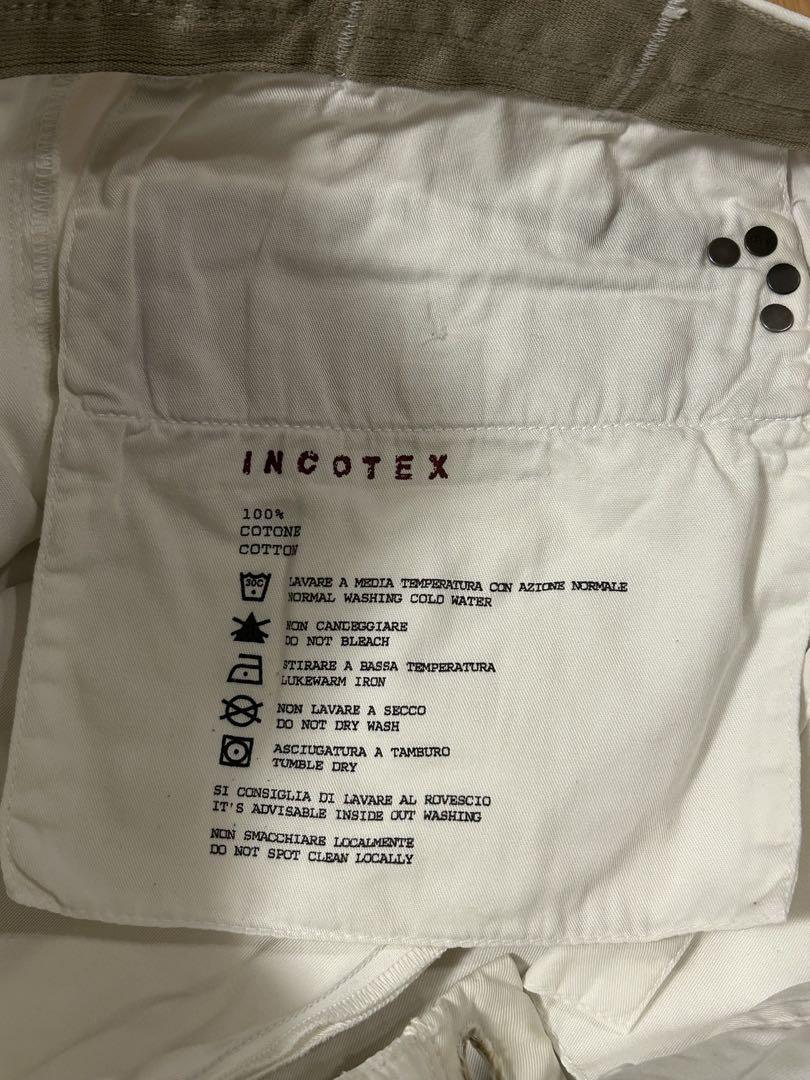 INCOTEX
100%
COTONE
COTTON
30C
LAVARE A MEDIA TEMPERATURA CON AZIONE NORMALE
NORMAL WASHING COLD WATER
NON CANDEGGIARE
DO NOT BLEACH
STIRARE A BASSA TEMPERATURA
LUKEWARM IRON
NON LAVARE A SECCO
DO NOT DRY WASH
ASCIUGATURA A TAMBURO
TUMBLE DRY
SI CONSIGLIA DI LAVARE AL ROVESCIO
IT'S ADVISABLE INSIDE OUT WASHING
NON SMACCHIARE LOCALMENTE
DO NOT SPOT CLEAN LOCALLY